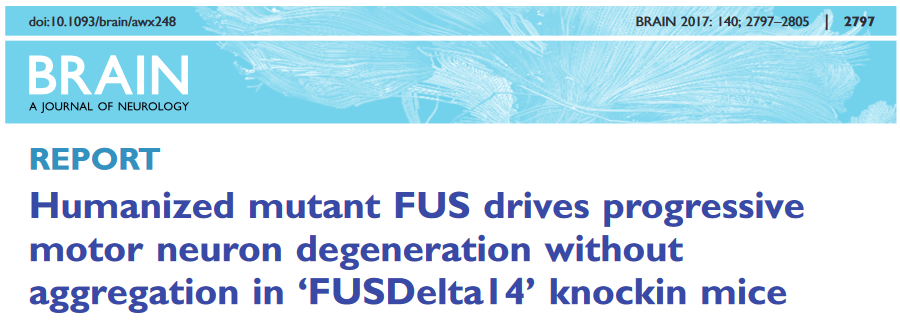 doi:10.1093/brain/awx248 BRAIN 2017: 140; 2797–2805 | 2797
BRAIN
A JOURNAL OF NEUROLOGY
REPORT
Humanized mutant FUS drives progressive
motor neuron degeneration without
aggregation in ‘FUSDelta14’ knockin mice